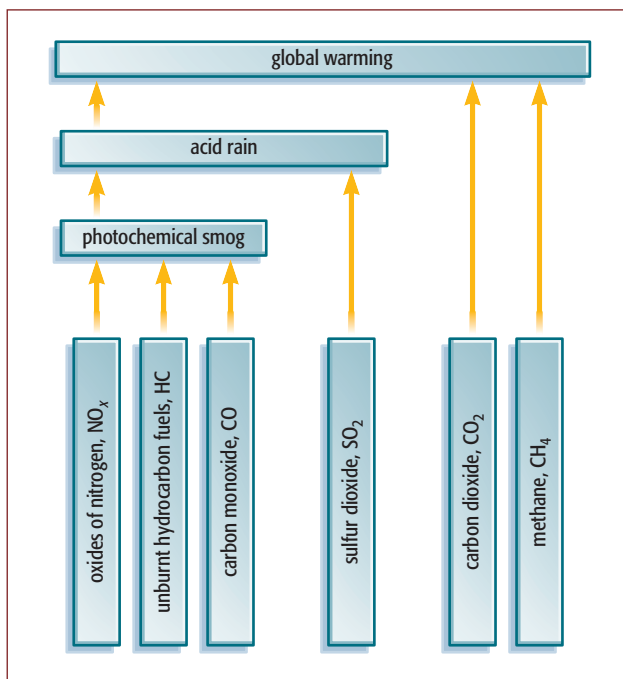 global warming
acid rain
photochemical smog
oxides of nitrogen, NOₓ
unburnt hydrocarbon fuels, HC
carbon monoxide, CO
sulfur dioxide, SO₂
carbon dioxide, CO₂
methane, CH₄